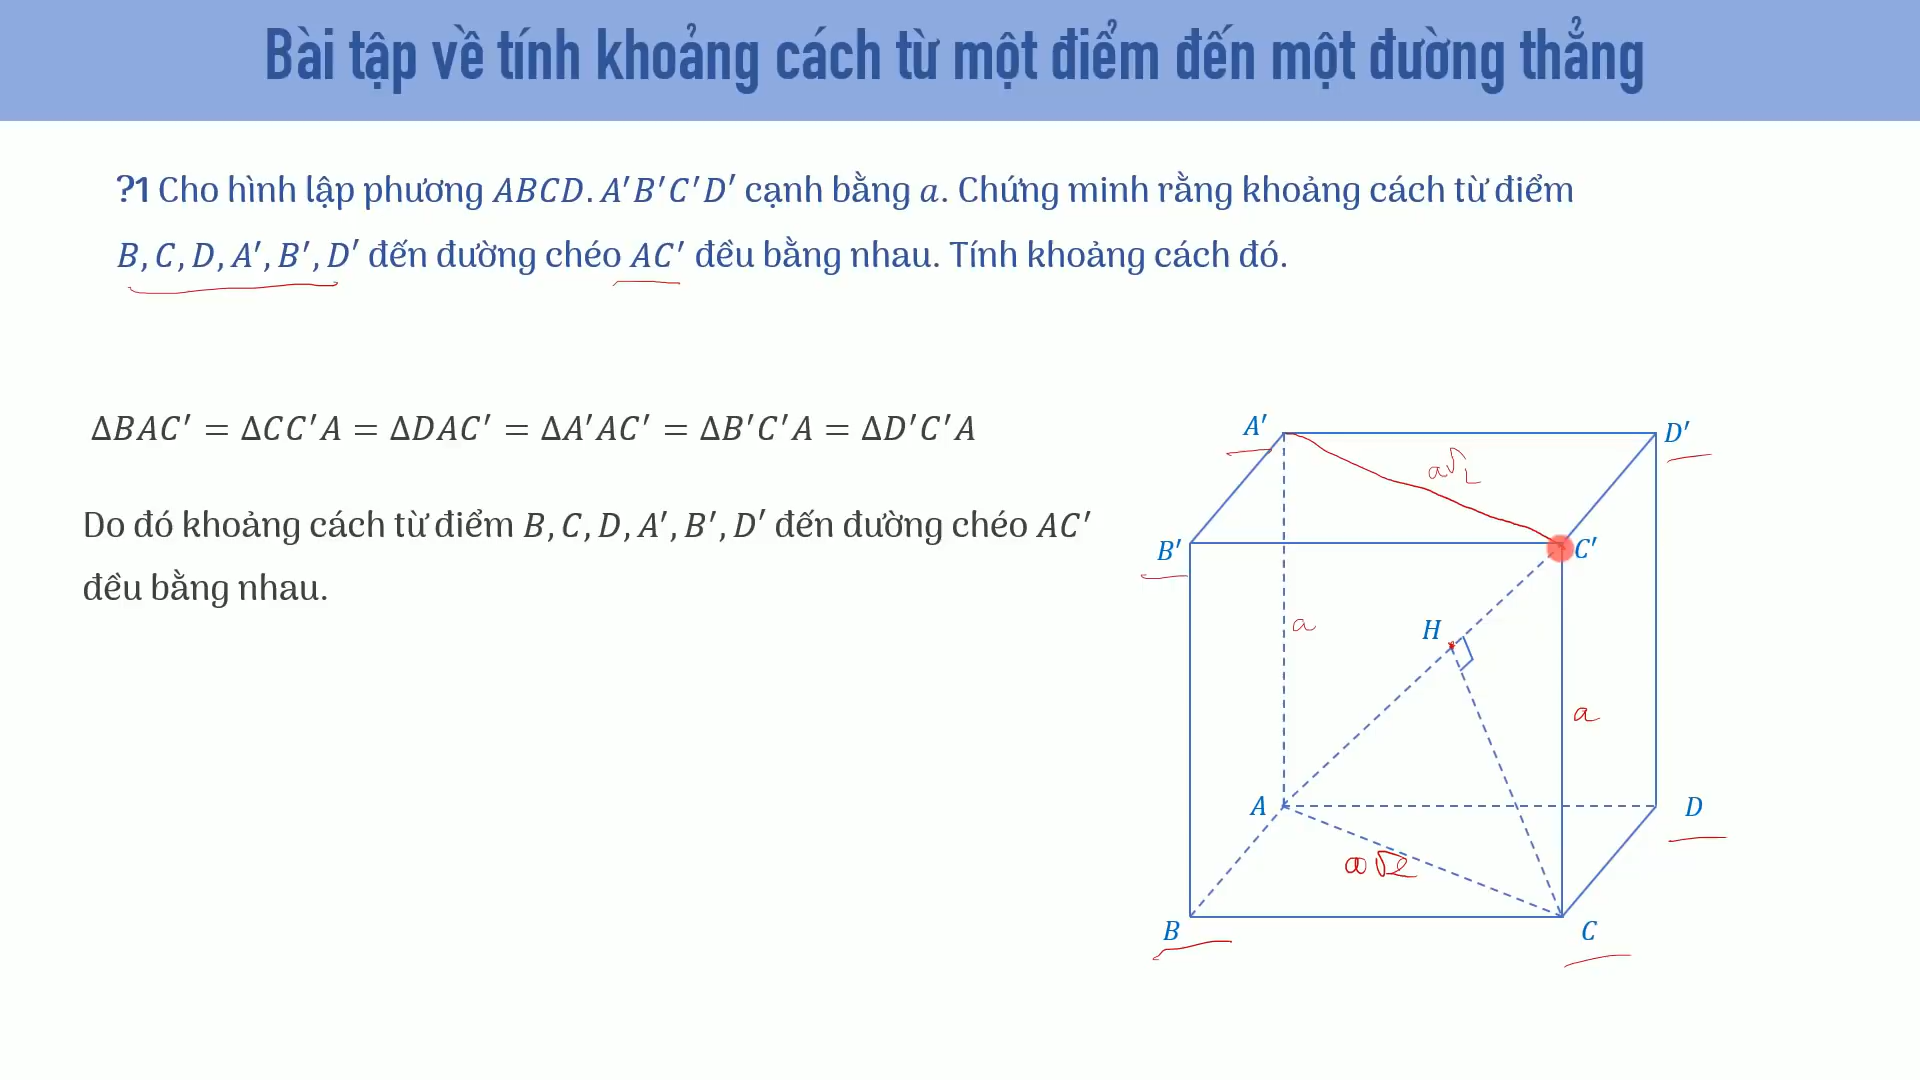 Bài tập về tính khoảng cách từ một điểm đến một đường thẳng
?1 Cho hình lập phương ABCD. A′B′C′D′ cạnh bằng a. Chứng minh rằng khoảng cách từ điểm
B, C, D, A′, B′, D′ đến đường chéo AC′ đều bằng nhau. Tính khoảng cách đó.
ΔBAC′ = ΔCC′A = ΔDAC′ = ΔA′AC′ = ΔB′C′A = ΔD′C′A
Do đó khoảng cách từ điểm B, C, D, A′, B′, D′ đến đường chéo AC′
đều bằng nhau.
A′
D′
a√2
B′
C′
a
H
a
A
D
a√2
B
C